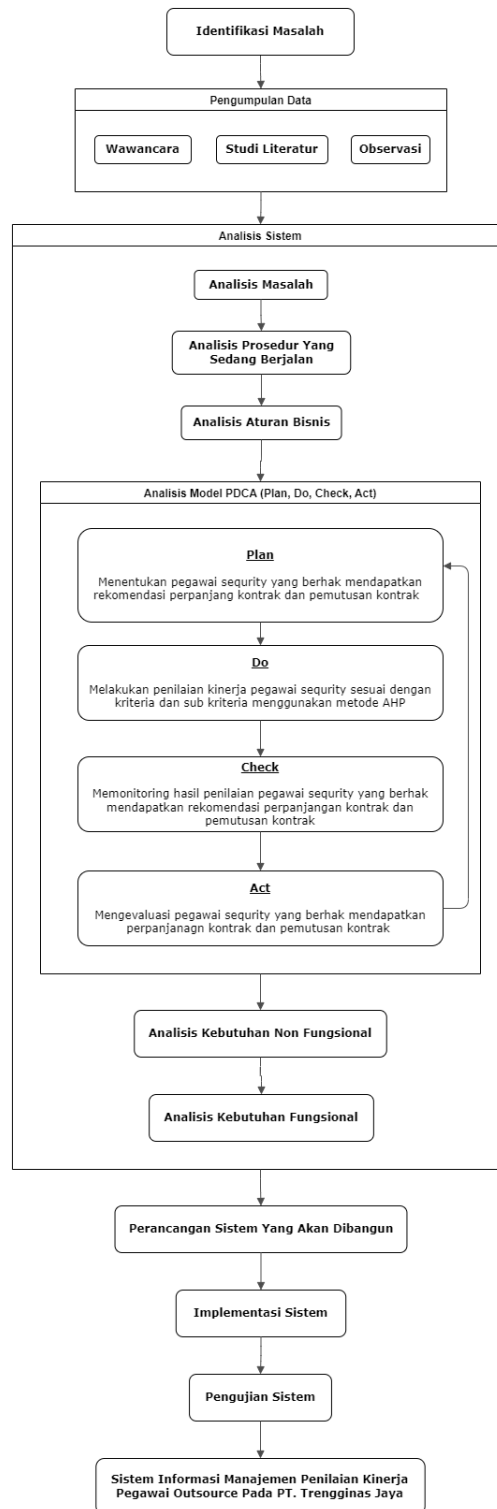 Identifikasi Masalah
Pengumpulan Data
Wawancara
Studi Literatur
Observasi
Analisis Sistem
Analisis Masalah
Analisis Prosedur Yang
Sedang Berjalan
Analisis Aturan Bisnis
Analisis Model PDCA (Plan, Do, Check, Act)
Plan
Menentukan pegawai sequrity yang berhak mendapatkan
rekomendasi perpanjang kontrak dan pemutusan kontrak
Do
Melakukan penilaian kinerja pegawai sequrity sesuai dengan
kriteria dan sub kriteria menggunakan metode AHP
Check
Memonitoring hasil penilaian pegawai sequrity yang berhak
mendapatkan rekomendasi perpanjangan kontrak dan
pemutusan kontrak
Act
Mengevaluasi pegawai sequrity yang berhak mendapatkan
perpanjanagn kontrak dan pemutusan kontrak
Analisis Kebutuhan Non Fungsional
Analisis Kebutuhan Fungsional
Perancangan Sistem Yang Akan Dibangun
Implementasi Sistem
Pengujian Sistem
Sistem Informasi Manajemen Penilaian Kinerja
Pegawai Outsource Pada PT. Trengginas Jaya